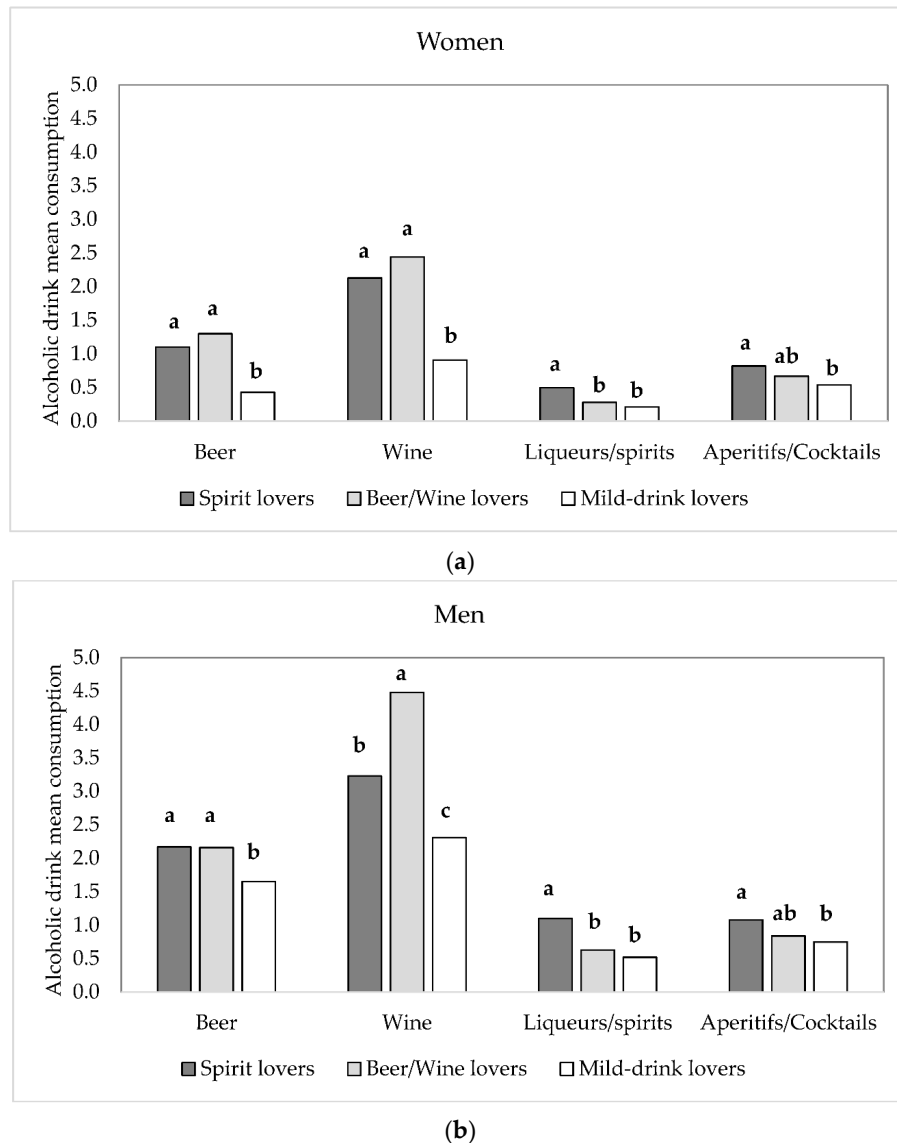 Women
Alcoholic drink mean consumption
5.0
4.5
4.0
3.5
3.0
2.5
2.0
1.5
1.0
0.5
0.0
a a b
a a b
a b b
a ab b
Beer Wine Liqueurs/spirits Aperitifs/Cocktails
Spirit lovers Beer/Wine lovers Mild-drink lovers
(a)
Men
Alcoholic drink mean consumption
5.0
4.5
4.0
3.5
3.0
2.5
2.0
1.5
1.0
0.5
0.0
a a b
b a c
a b b
a ab b
Beer Wine Liqueurs/spirits Aperitifs/Cocktails
Spirit lovers Beer/Wine lovers Mild-drink lovers
(b)